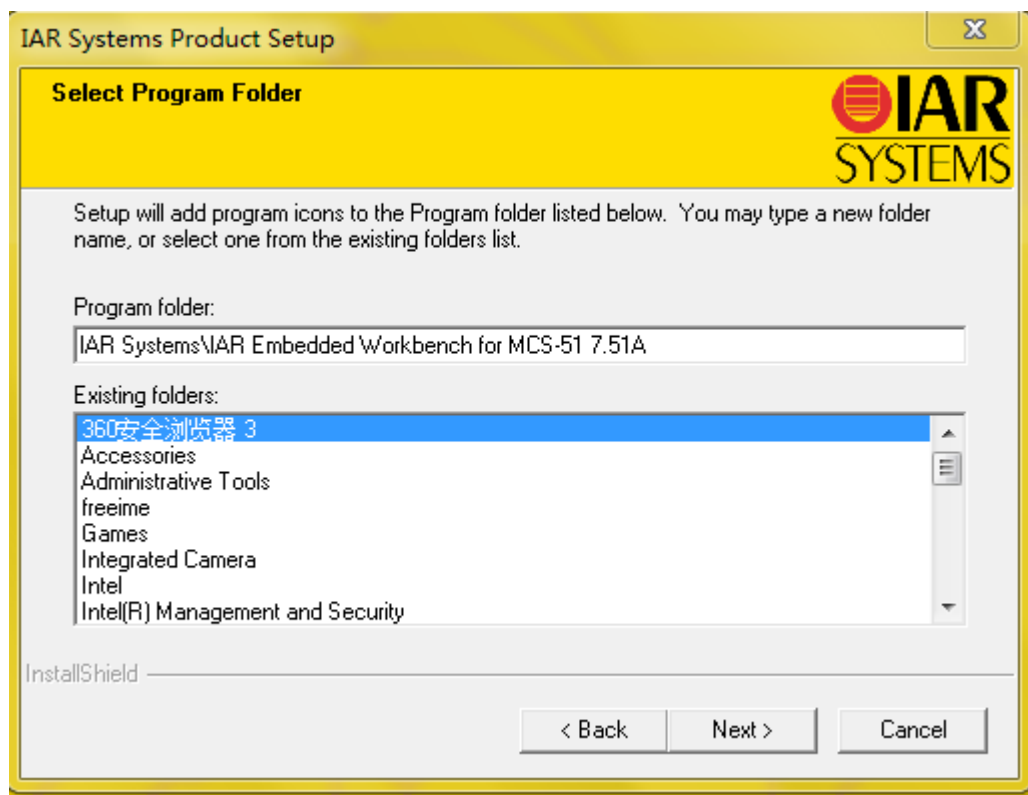 IAR Systems Product Setup
Select Program Folder
IAR
SYSTEMS
Setup will add program icons to the Program folder listed below.  You may type a new folder
name, or select one from the existing folders list.
Program folder:
IAR Systems\IAR Embedded Workbench for MCS-51 7.51A
Existing folders:
360安全浏览器 3
Accessories
Administrative Tools
freeime
Games
Integrated Camera
Intel
Intel(R) Management and Security
InstallShield
< Back Next > Cancel